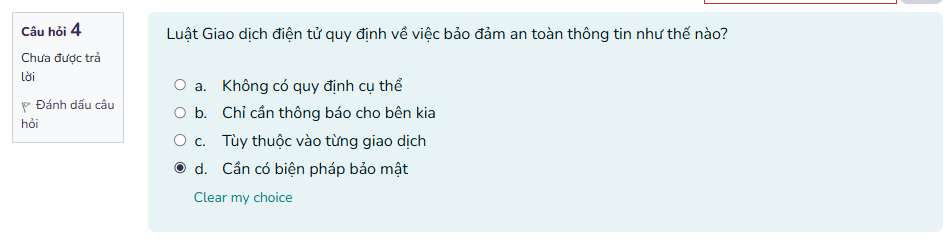 Câu hỏi 4
Chưa được trả
lời
Đánh dấu câu
hỏi
Luật Giao dịch điện tử quy định về việc bảo đảm an toàn thông tin như thế nào?
a. Không có quy định cụ thể
b. Chỉ cần thông báo cho bên kia
c. Tùy thuộc vào từng giao dịch
d. Cần có biện pháp bảo mật
Clear my choice